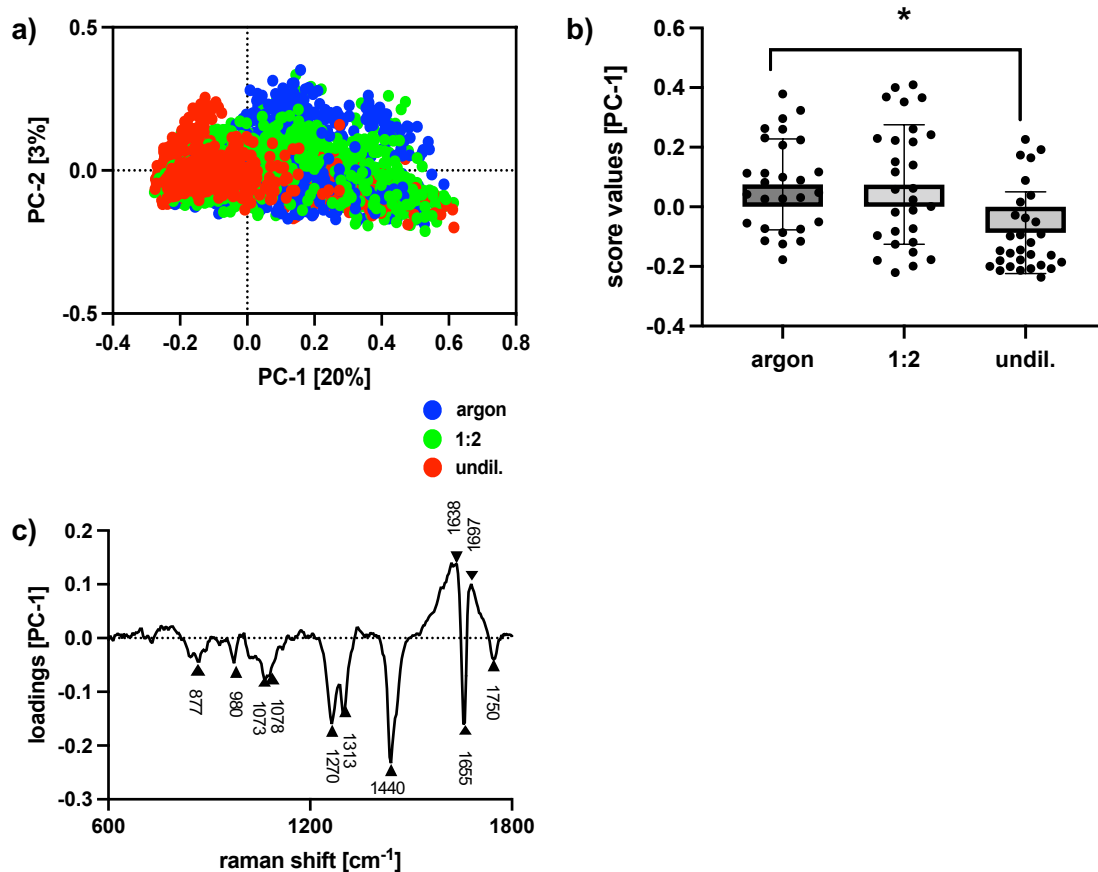 a)
0.5
0.0
-0.5
PC-2 [3%]
-0.4 -0.2 0.0 0.2 0.4 0.6 0.8
PC-1 [20%]
argon
1:2
undil.
b)
*
0.6
0.4
0.2
0.0
-0.2
-0.4
score values [PC-1]
argon 1:2 undil.
c)
0.2
0.1
0.0
-0.1
-0.2
-0.3
loadings [PC-1]
877
980
1073
1078
1270
1313
1440
1638
1655
1697
1750
600 1200 1800
raman shift [cm⁻¹]